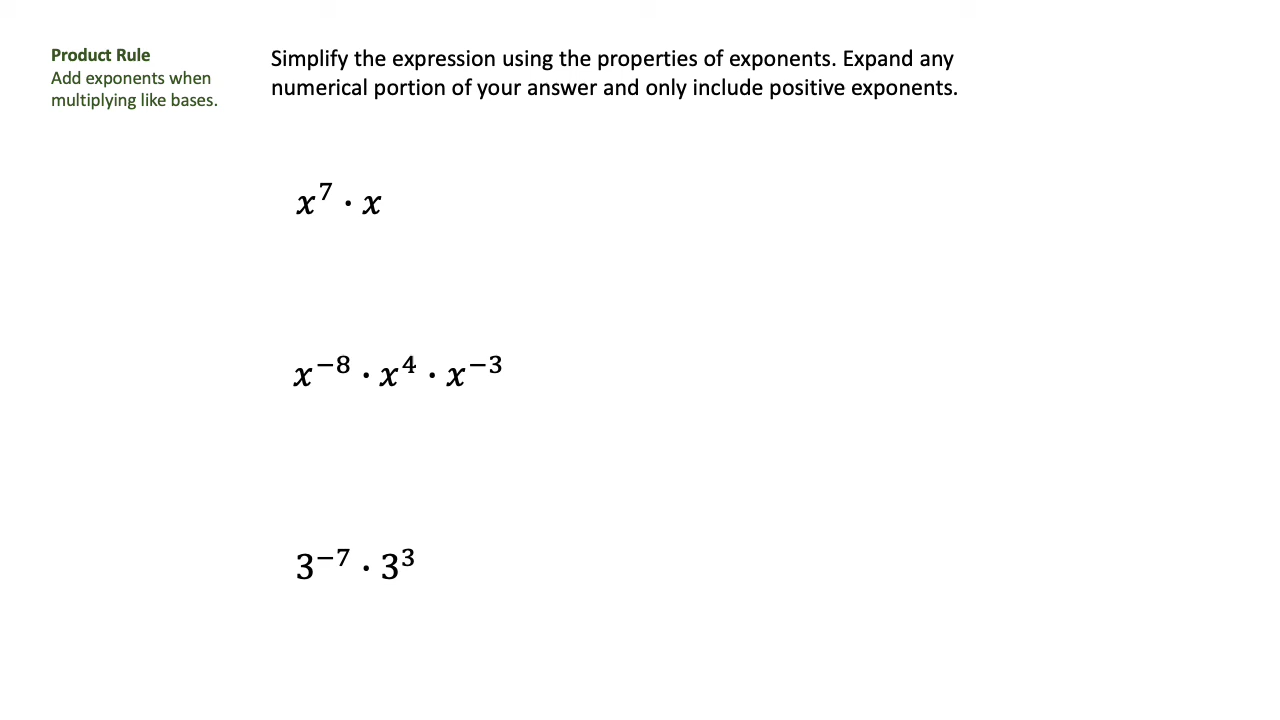 Product Rule
Add exponents when
multiplying like bases.
Simplify the expression using the properties of exponents. Expand any
numerical portion of your answer and only include positive exponents.
x⁷ · x
x⁻⁸ · x⁴ · x⁻³
3⁻⁷ · 3³